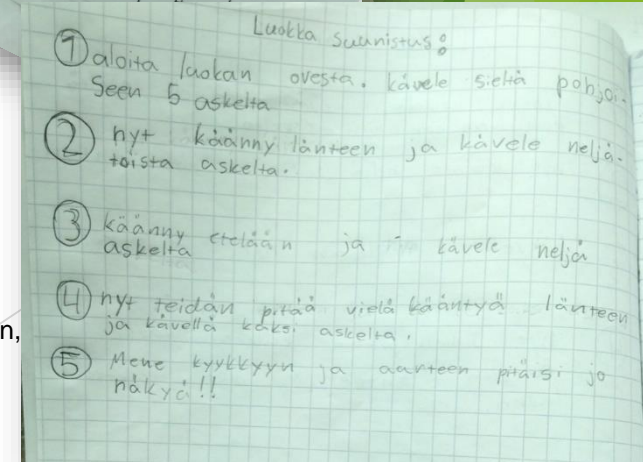 Luokka suunnistus:
1 aloita luokan ovesta. kävele sieltä pohjoi-
seen 5 askelta
2 nyt käänny länteen ja kävele neljä-
toista askelta.
3 käänny etelään ja kävele neljä
askelta
4 nyt teidän pitää vielä kääntyä länteen
ja kävellä kaksi askelta.
n,
5 Mene kyykkyyn ja aarteen pitäisi jo
näkyä!!